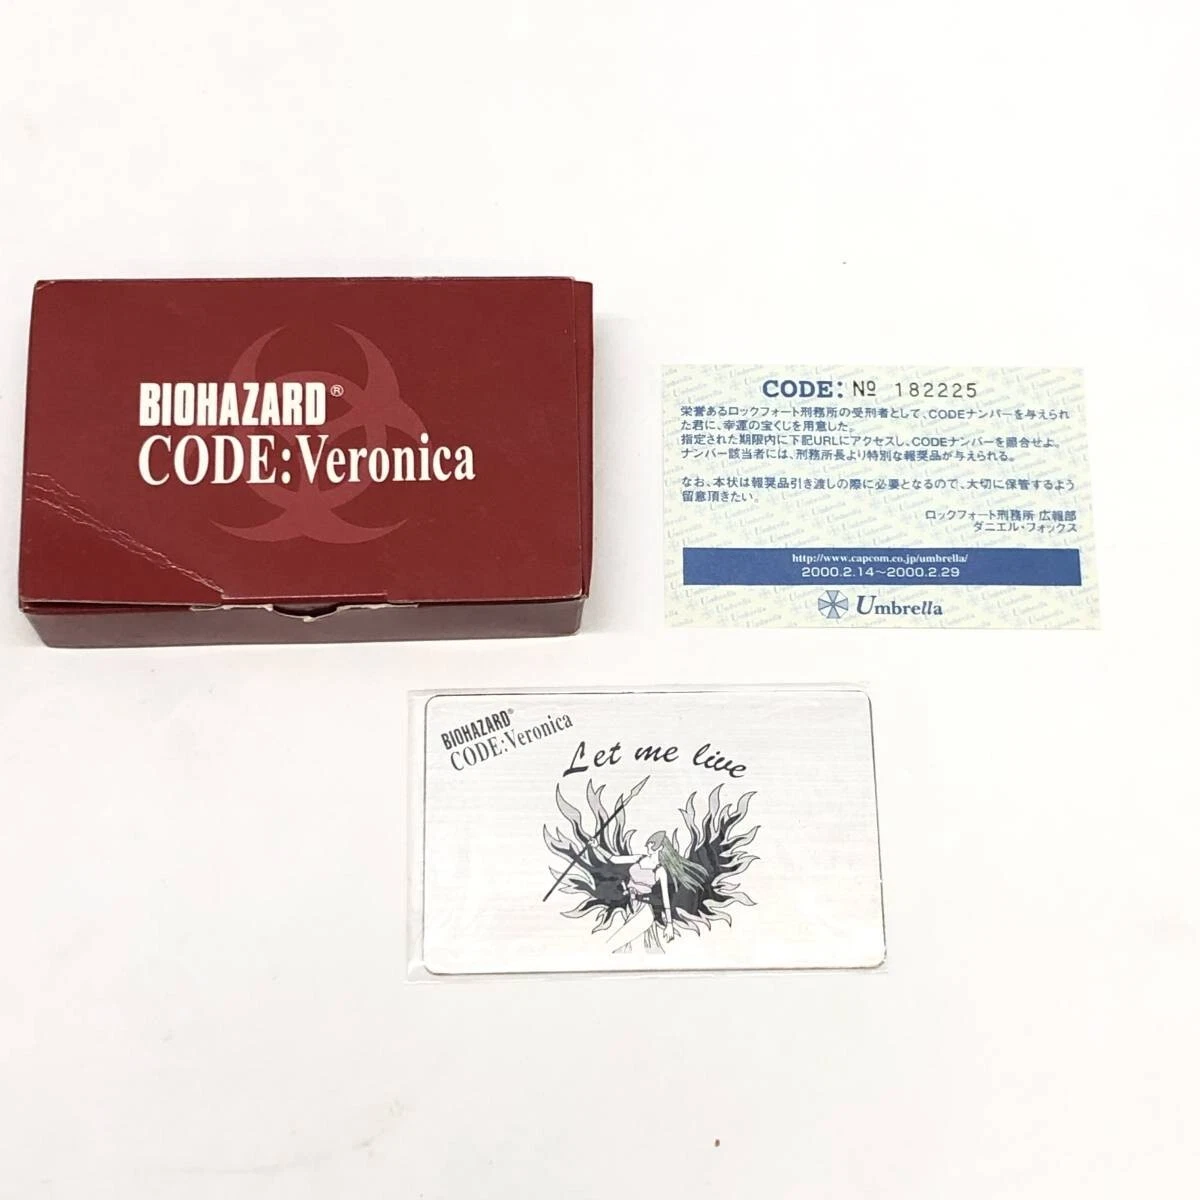 BIOHAZARD®
CODE:Veronica
CODE: № 182225
栄誉あるロックフォート刑務所の受刑者として、CODEナンバーを与えられ
た君に、幸運の宝くじを用意した。
指定された期限内に下記URLにアクセスし、CODEナンバーを照合せよ。
ナンバー該当者には、刑務所長より特別な報奨品が与えられる。
なお、本状は報奨品引き渡しの際に必要となるので、大切に保管するよう
留意頂きたい。
ロックフォート刑務所 広報部
ダニエル・フォックス
http://www.capcom.co.jp/umbrella/
2000.2.14～2000.2.29
Umbrella
BIOHAZARD®
CODE:Veronica
Let me live